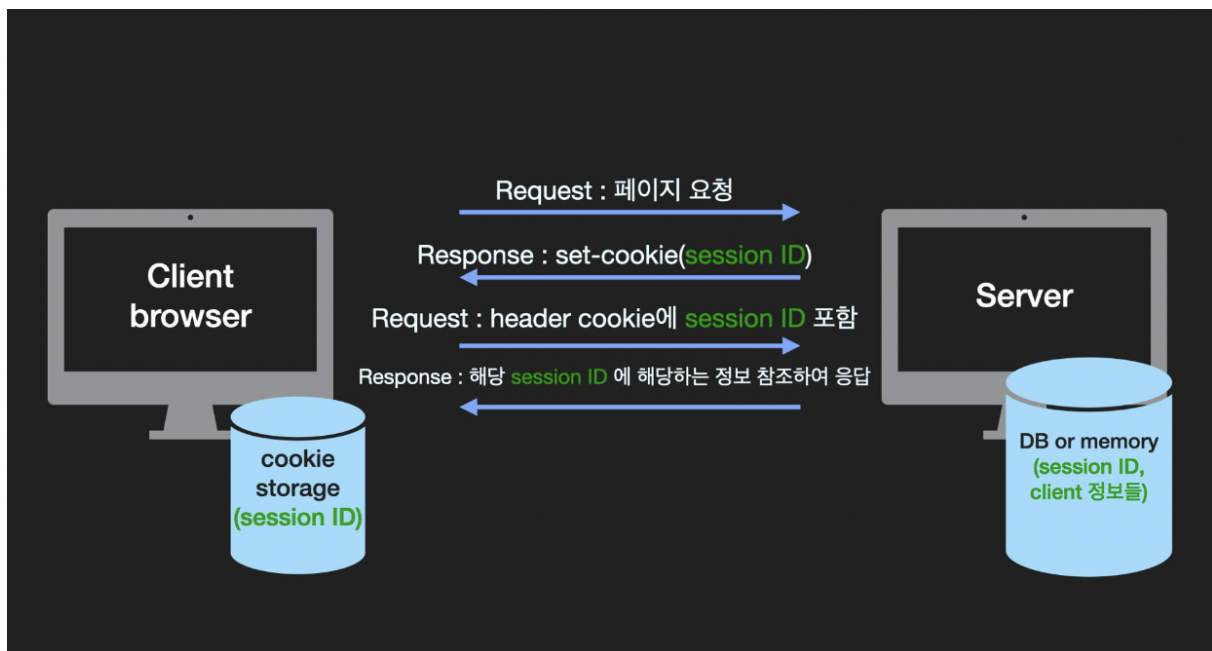 Request : 페이지 요청
Response : set-cookie(session ID)
Request : header cookie에 session ID 포함
Response : 해당 session ID 에 해당하는 정보 참조하여 응답
Client
browser
cookie
storage
(session ID)
Server
DB or memory
(session ID,
client 정보들)